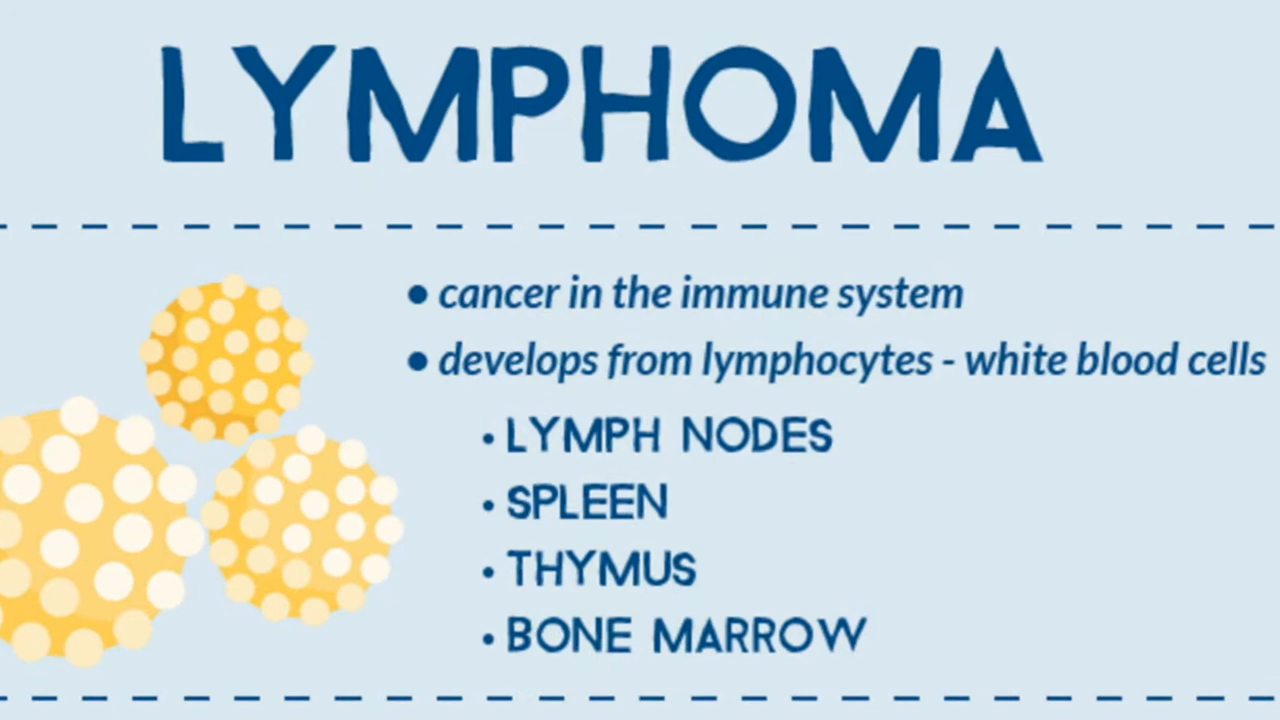 LYMPHOMA
• cancer in the immune system
• develops from lymphocytes - white blood cells
• LYMPH NODES
• SPLEEN
• THYMUS
• BONE MARROW